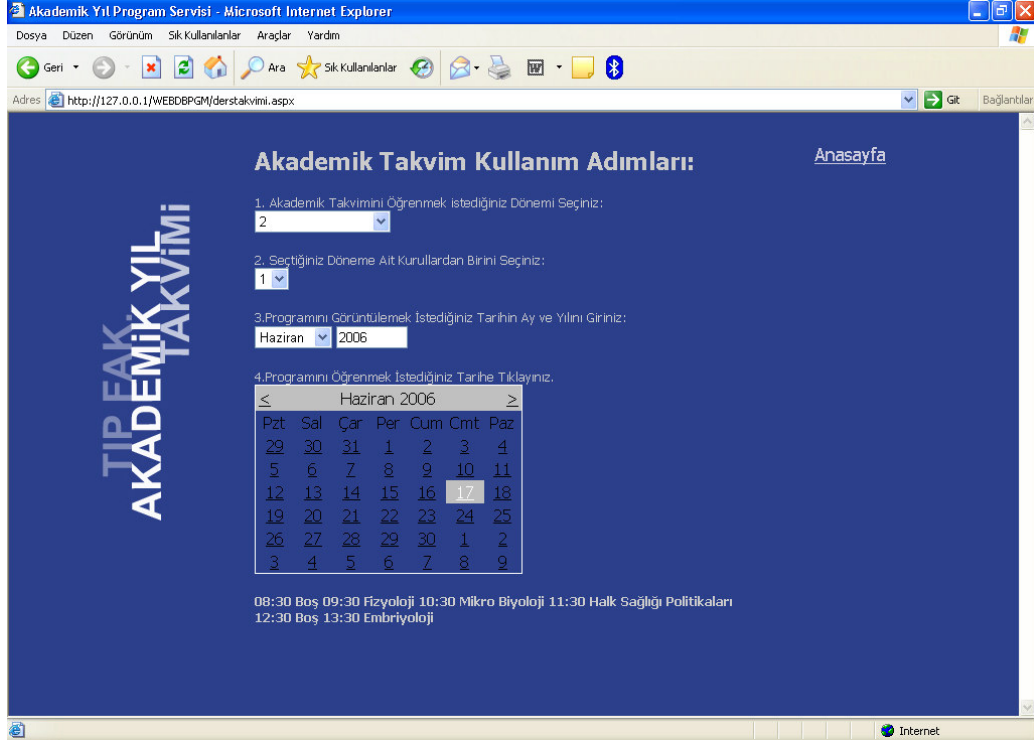 Akademik Yıl Program Servisi - Microsoft Internet Explorer
Dosya Düzen Görünüm Sık Kullanılanlar Araçlar Yardım
Geri Ara Sık Kullanılanlar
Adres http://127.0.0.1/WEBDBPGM/derstakvimi.aspx Git Bağlantılar
Akademik Takvim Kullanım Adımları: Anasayfa
TIP FAK.
AKADEMiK YIL
TAKViMi
1. Akademik Takvimini Öğrenmek istediğiniz Dönemi Seçiniz:
2
2. Seçtiğiniz Döneme Ait Kurullardan Birini Seçiniz:
1
3.Programını Görüntülemek İstediğiniz Tarihin Ay ve Yılını Giriniz:
Haziran 2006
4.Programını Öğrenmek İstediğiniz Tarihe Tıklayınız.
< Haziran 2006 >
Pzt Sal Çar Per Cum Cmt Paz
29 30 31 1 2 3 4
5 6 7 8 9 10 11
12 13 14 15 16 17 18
19 20 21 22 23 24 25
26 27 28 29 30 1 2
3 4 5 6 7 8 9
08:30 Boş 09:30 Fizyoloji 10:30 Mikro Biyoloji 11:30 Halk Sağlığı Politikaları
12:30 Boş 13:30 Embriyoloji
Internet